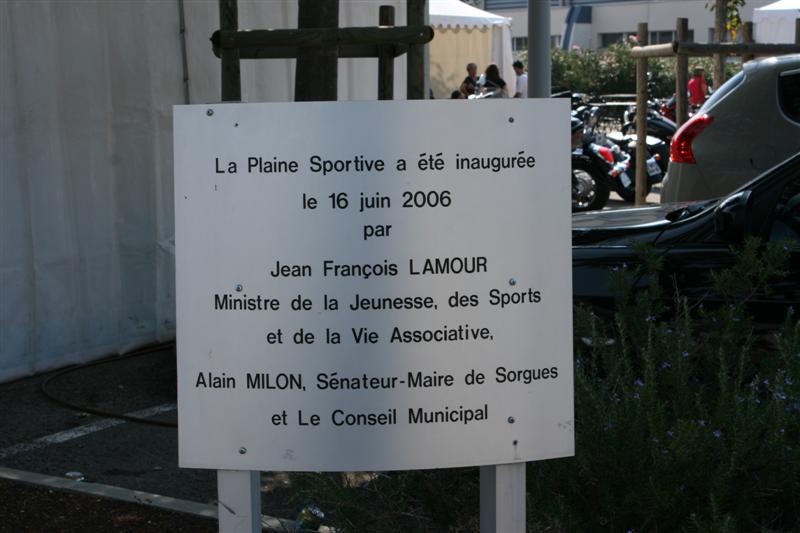 La Plaine Sportive a été inaugurée
le 16 juin 2006
par
Jean François LAMOUR
Ministre de la Jeunesse, des Sports
et de la Vie Associative,
Alain MILON, Sénateur-Maire de Sorgues
et Le Conseil Municipal